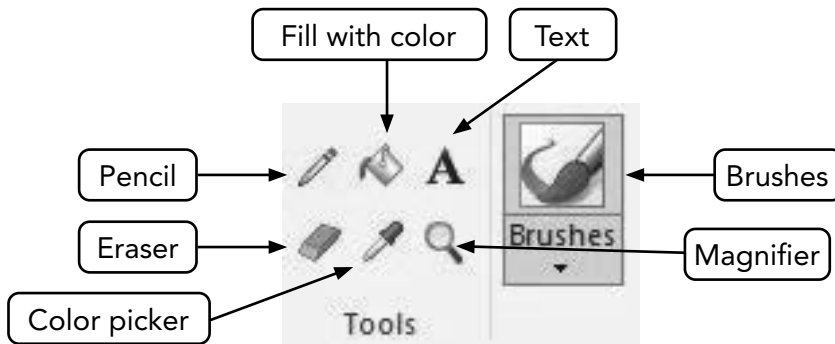 Fill with color
Text
Pencil
A
Brushes
Eraser
Brushes
Magnifier
Color picker
Tools